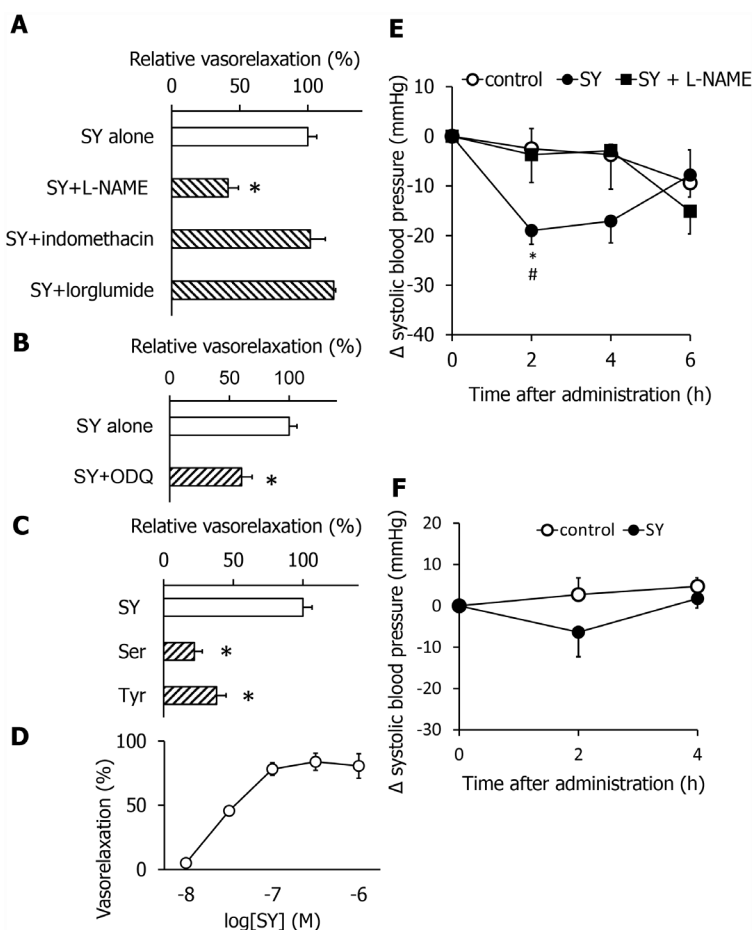 A
Relative vasorelaxation (%)
0 50 100
SY alone
SY+L-NAME *
SY+indomethacin
SY+lorglumide
B
Relative vasorelaxation (%)
0 50 100
SY alone
SY+ODQ *
C
Relative vasorelaxation (%)
0 50 100
SY
Ser *
Tyr *
D
Vasorelaxation (%)
100
50
0
-8 -7 -6
log[SY] (M)
E
control SY SY + L-NAME
Δ systolic blood pressure (mmHg)
10
0
-10
-20
-30
-40
*
#
0 2 4 6
Time after administration (h)
F
control SY
Δ systolic blood pressure (mmHg)
20
10
0
-10
-20
-30
0 2 4
Time after administration (h)